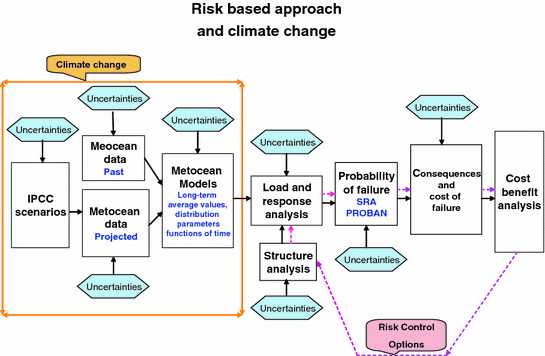 Risk based approach
and climate change
Climate change
Uncertainties
Uncertainties
Uncertainties
IPCC
scenarios
Meocean
data
Past
Metocean
data
Projected
Uncertainties
Metocean
Models
Long-term
average values,
distribution
parameters
functions of time
Uncertainties
Load and
response
analysis
Structure
analysis
Uncertainties
Probability
of failure
SRA
PROBAN
Uncertainties
Uncertainties
Consequences
and
cost of
failure
Cost
benefit
analysis
Risk Control
Options